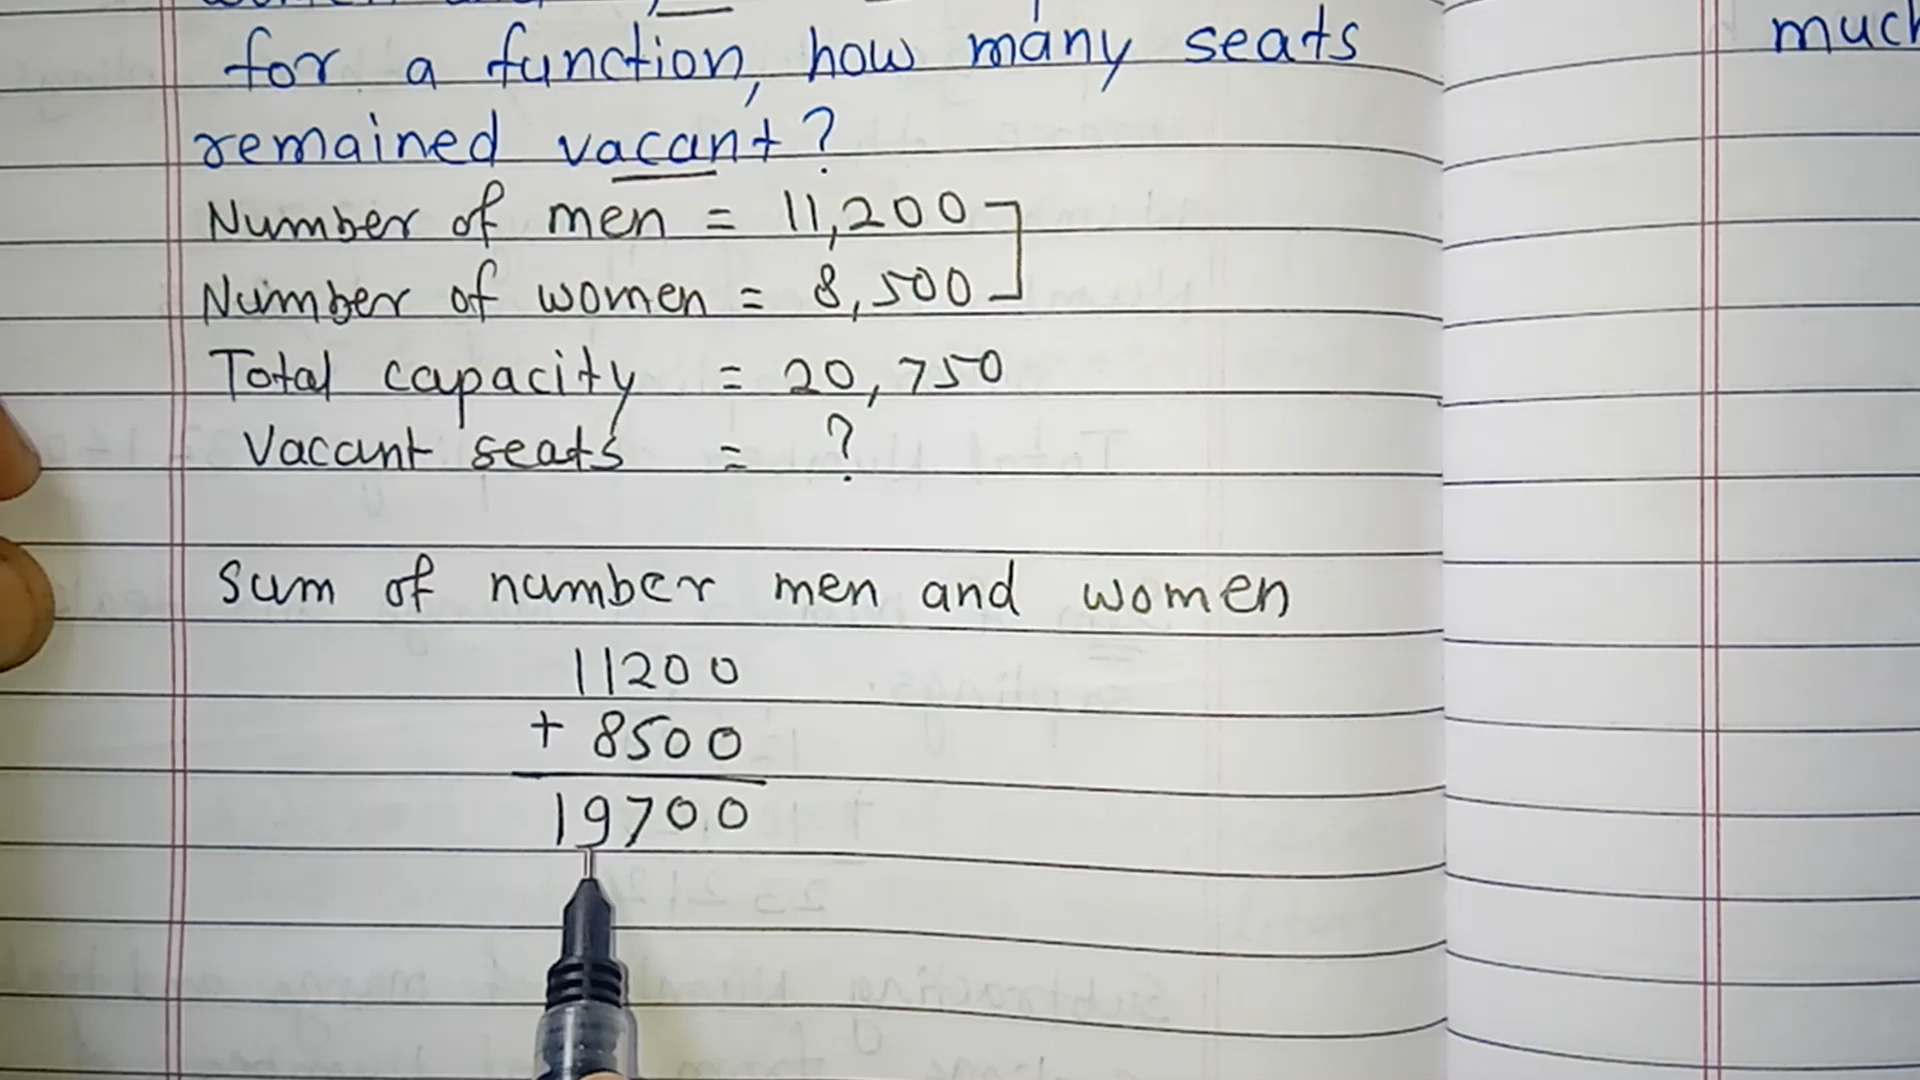 for a function, how many seats
remained vacant?
Number of men = 11,200
Number of women = 8,500
Total capacity = 20,750
Vacant seats = ?
Sum of number men and women
11200
+ 8500
19700
much